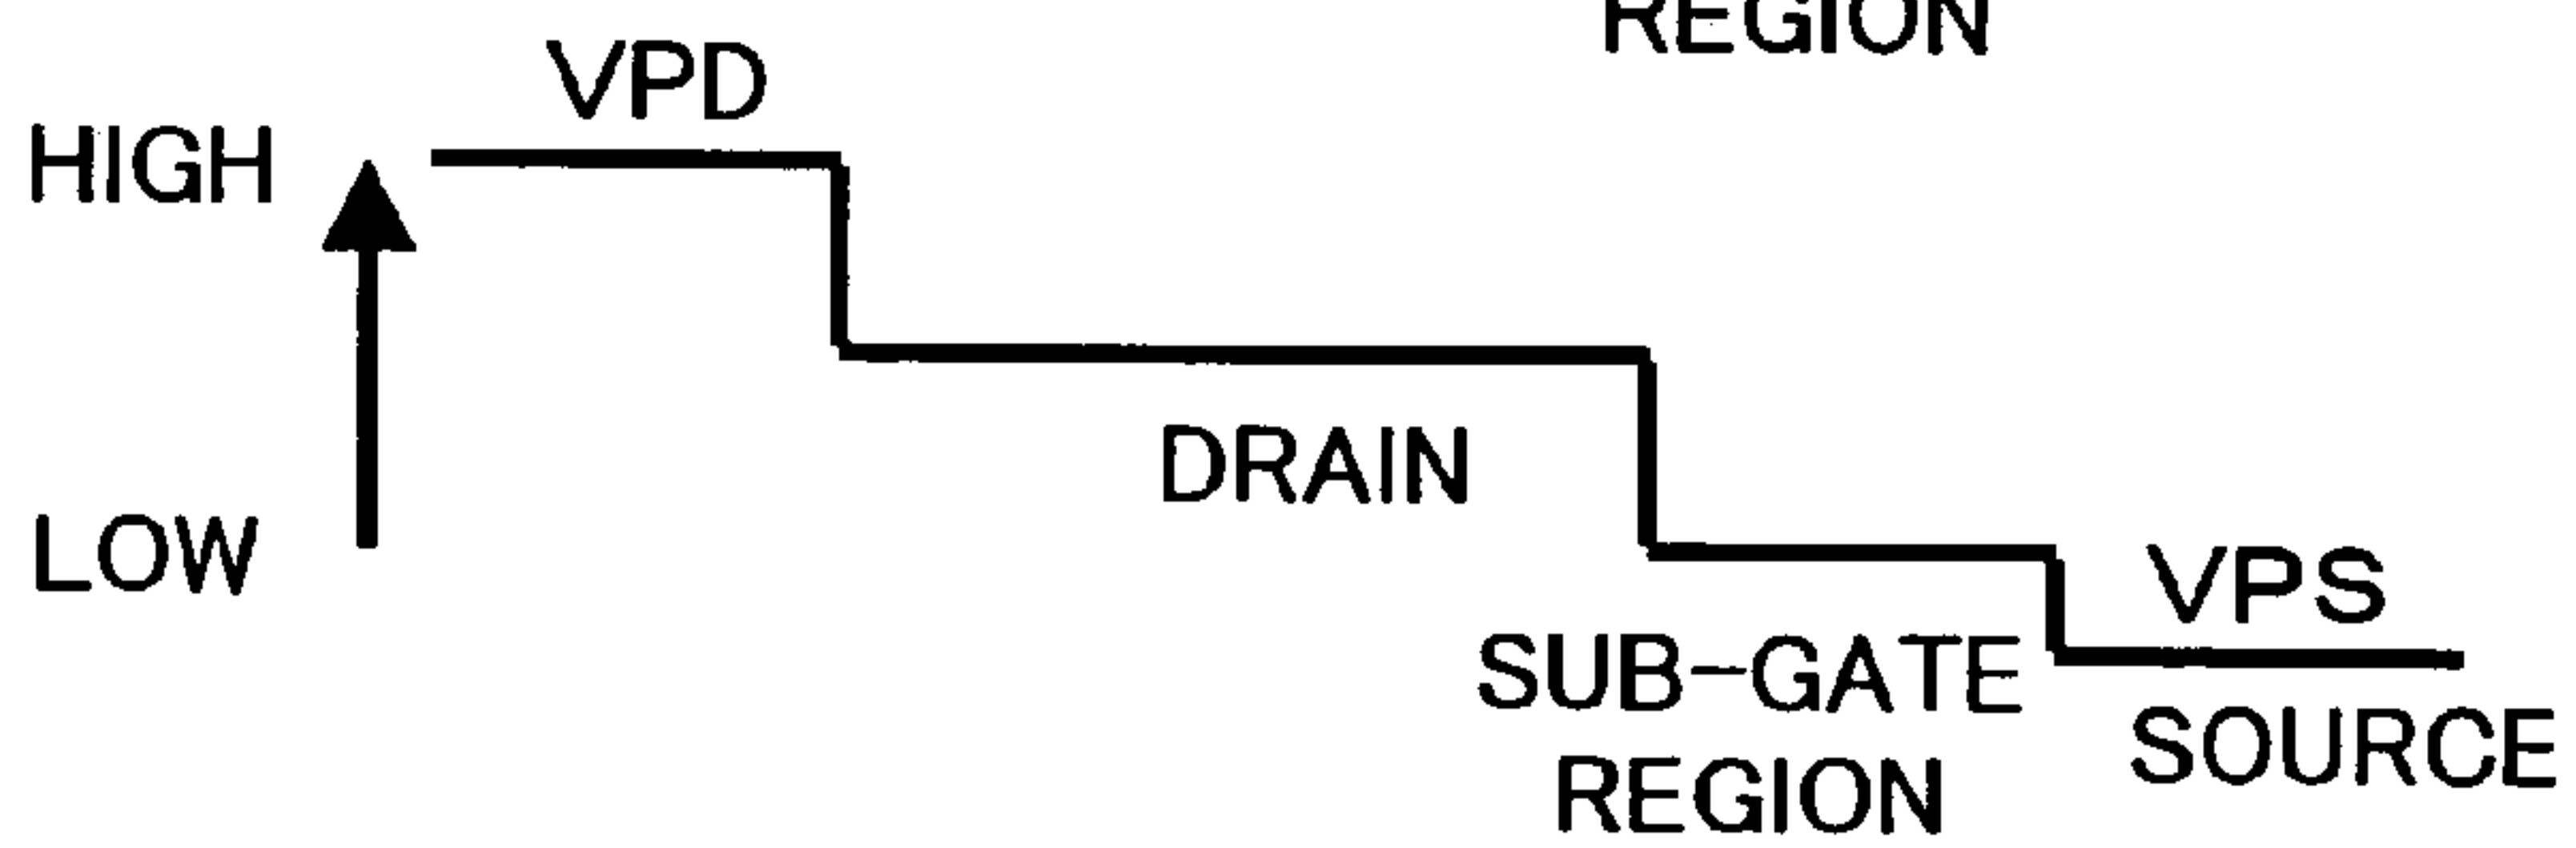 REGION
VPD
HIGH
DRAIN
LOW
VPS
SUB-GATE
REGION
SOURCE